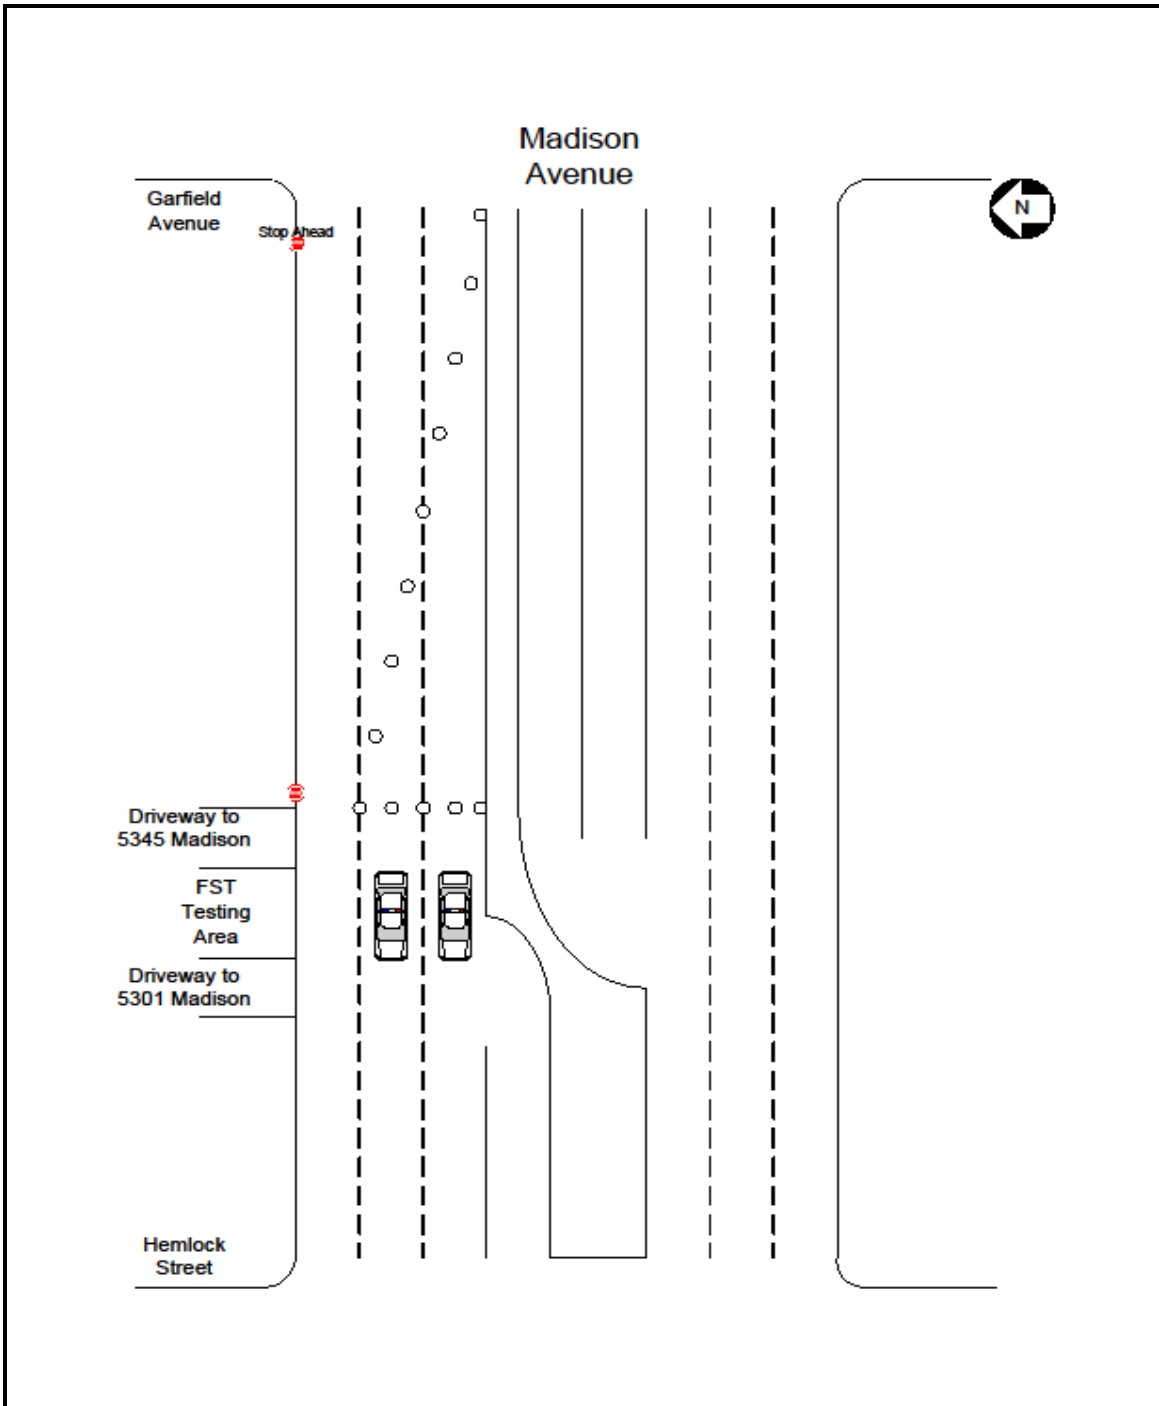 Madison
Avenue
Garfield
Avenue
Stop Ahead
N
Driveway to
5345 Madison
FST
Testing
Area
Driveway to
5301 Madison
Hemlock
Street